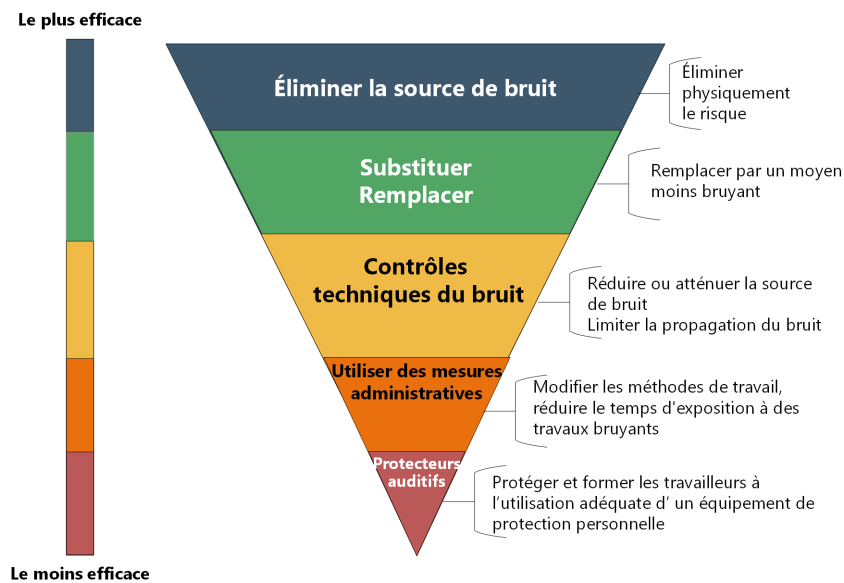 Le plus efficace
Éliminer la source de bruit
Éliminer
physiquement
le risque
Substituer
Remplacer
Remplacer par un moyen
moins bruyant
Contrôles
techniques du bruit
Réduire ou atténuer la source
de bruit
Limiter la propagation du bruit
Utiliser des mesures
administratives
Modifier les méthodes de travail,
réduire le temps d'exposition à des
travaux bruyants
Protecteurs
auditifs
Protéger et former les travailleurs à
l’utilisation adéquate d’ un équipement de
protection personnelle
Le moins efficace